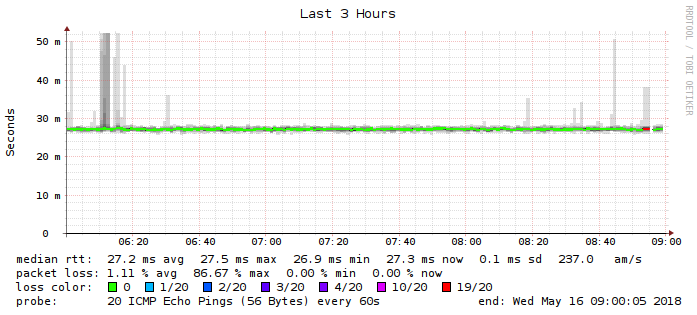 Last 3 Hours
RRDTOOL / TOBI OETIKER
Seconds
50 m
40 m
30 m
20 m
10 m
0
06:20 06:40 07:00 07:20 07:40 08:00 08:20 08:40 09:00
median rtt: 27.2 ms avg 27.5 ms max 26.9 ms min 27.3 ms now 0.1 ms sd 237.0 am/s
packet loss: 1.11 % avg 86.67 % max 0.00 % min 0.00 % now
loss color: 0 1/20 2/20 3/20 4/20 10/20 19/20
probe: 20 ICMP Echo Pings (56 Bytes) every 60s end: Wed May 16 09:00:05 2018